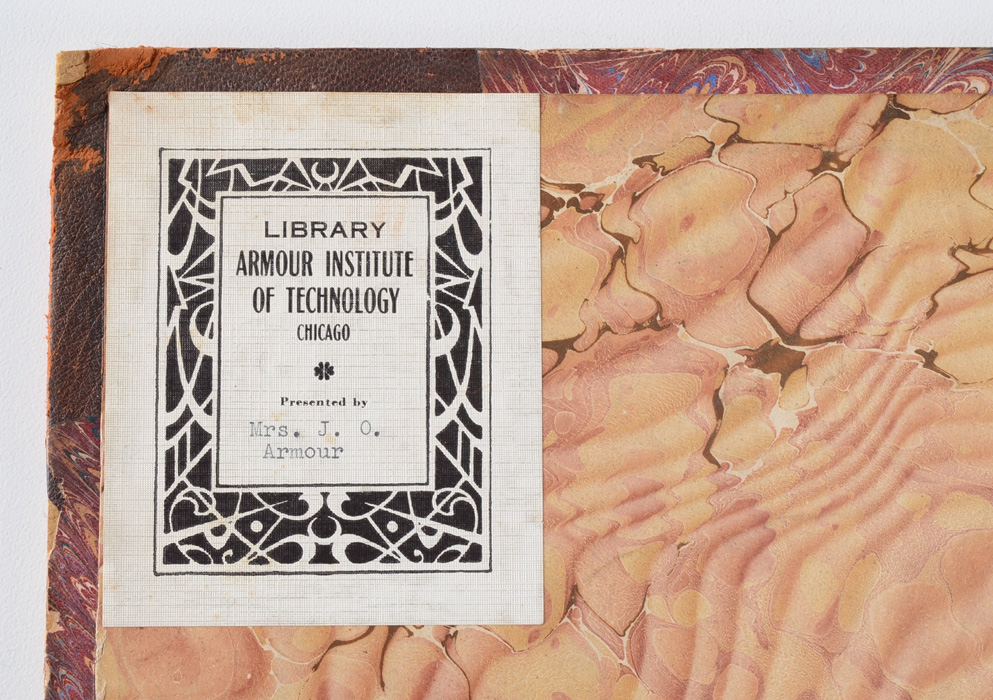 LIBRARY
ARMOUR INSTITUTE
OF TECHNOLOGY
CHICAGO
Presented by
Mrs. J. O.
Armour